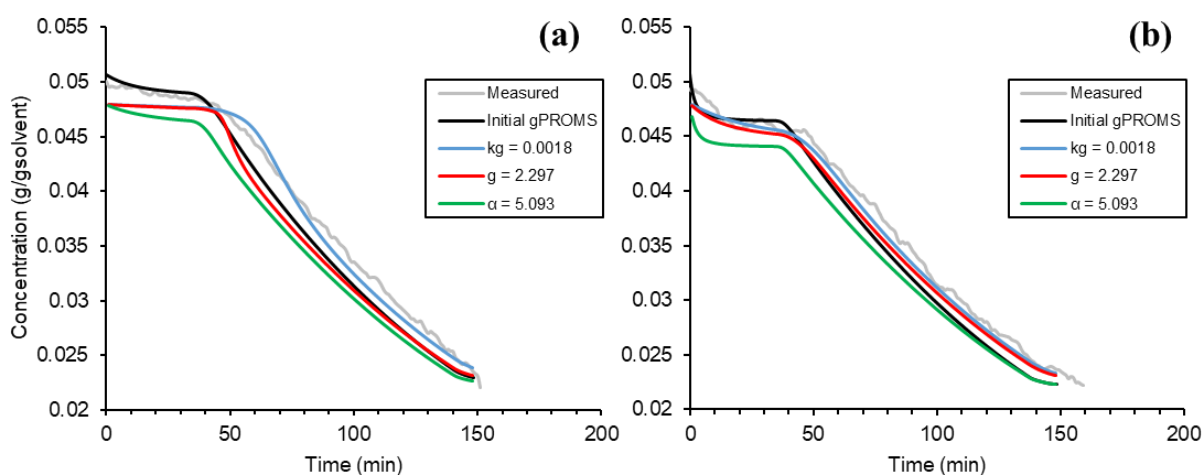 0.055
0.05
0.045
0.04
0.035
0.03
0.025
0.02
Concentration (g/gsolvent)
0
50
100
150
200
Time (min)
(a)
Measured
Initial gPROMS
kg = 0.0018
g = 2.297
α = 5.093
0.055
0.05
0.045
0.04
0.035
0.03
0.025
0.02
0
50
100
150
200
Time (min)
(b)
Measured
Initial gPROMS
kg = 0.0018
g = 2.297
α = 5.093